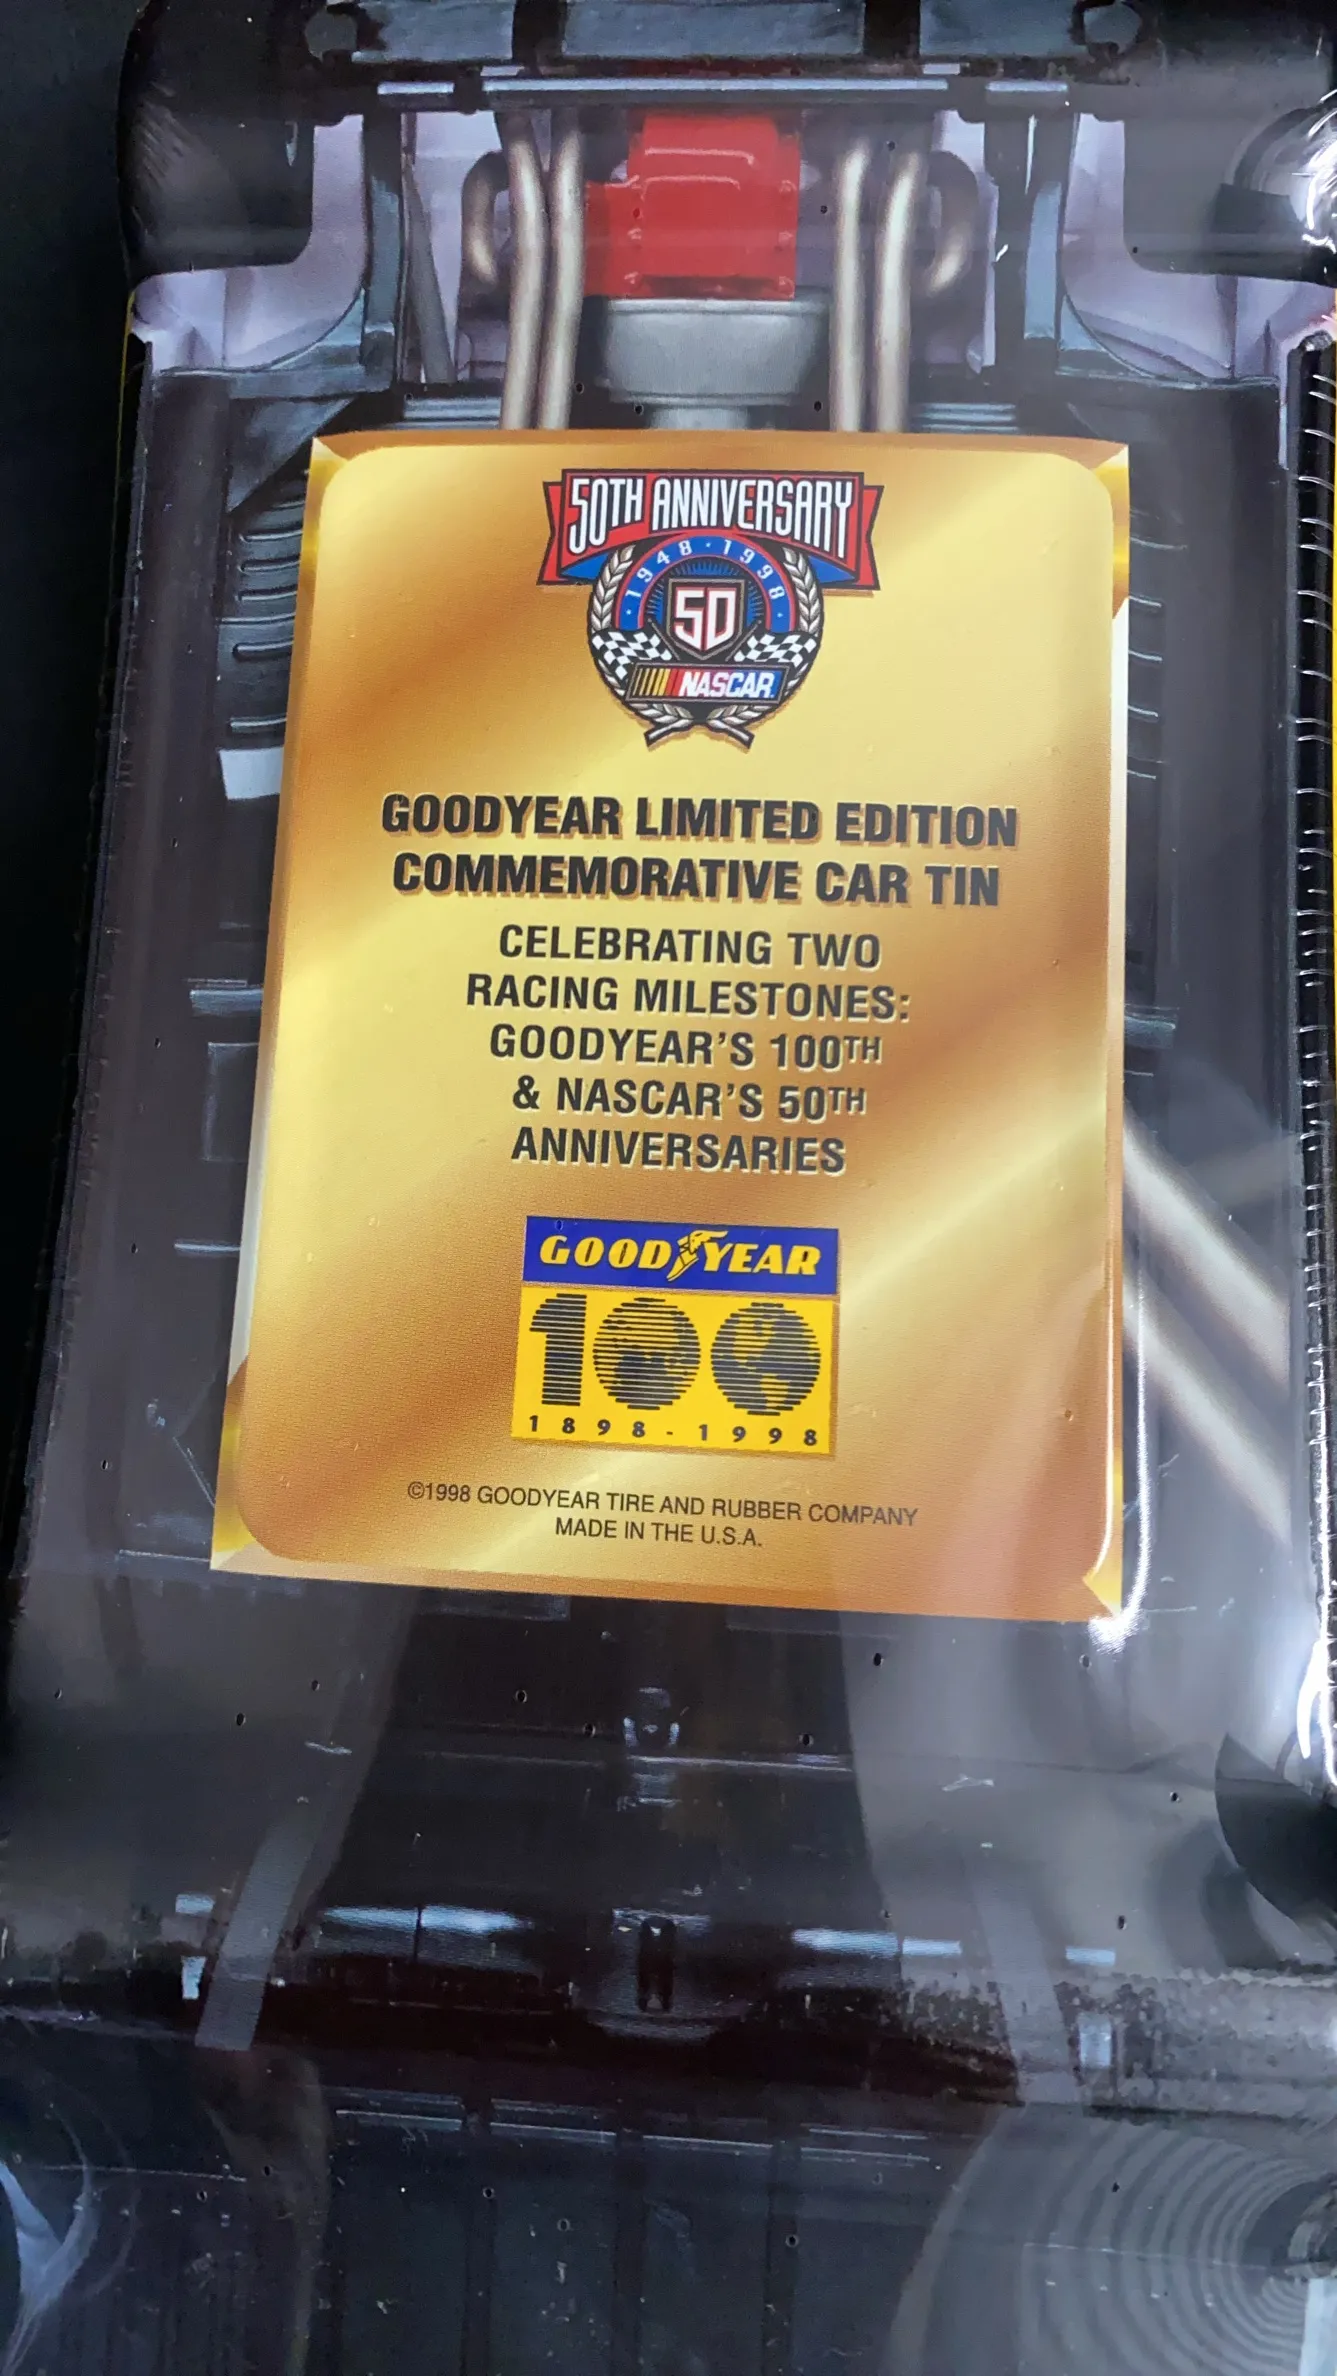 50TH ANNIVERSARY
· 1948 · 1998 ·
50
NASCAR
GOODYEAR LIMITED EDITION
COMMEMORATIVE CAR TIN
CELEBRATING TWO
RACING MILESTONES:
GOODYEAR'S 100TH
& NASCAR'S 50TH
ANNIVERSARIES
GOODYEAR
100
1898-1998
©1998 GOODYEAR TIRE AND RUBBER COMPANY
MADE IN THE U.S.A.